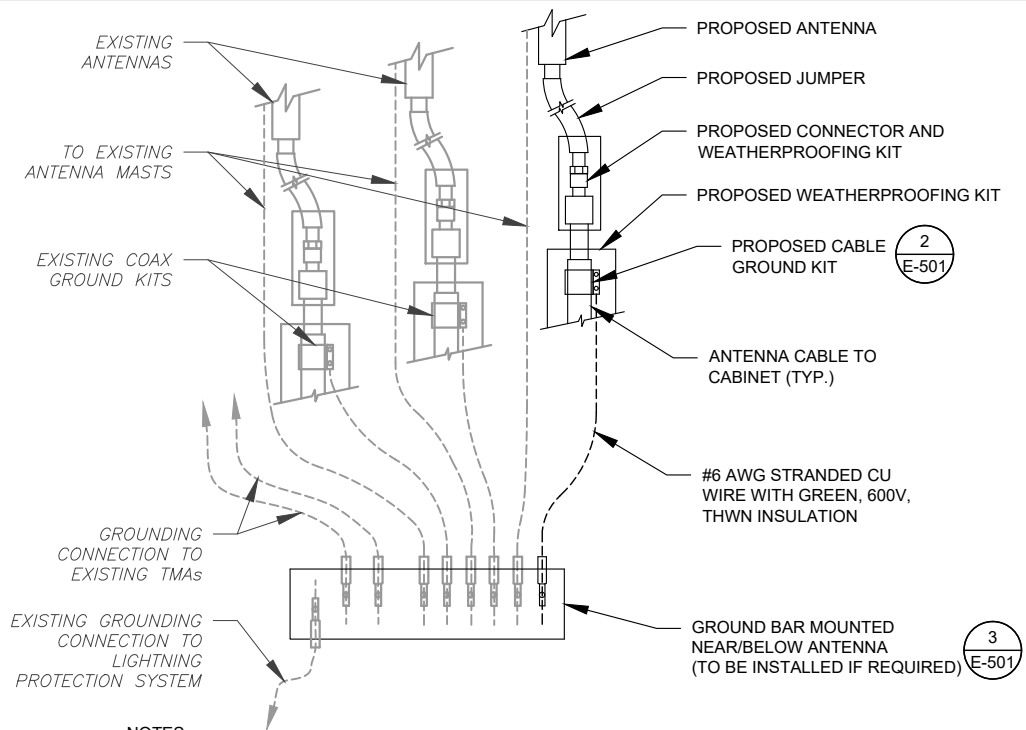 EXISTING
ANTENNAS
TO EXISTING
ANTENNA MASTS
EXISTING COAX
GROUND KITS
GROUNDING
CONNECTION TO
EXISTING TMAs
EXISTING GROUNDING
CONNECTION TO
LIGHTNING
PROTECTION SYSTEM
PROPOSED ANTENNA
PROPOSED JUMPER
PROPOSED CONNECTOR AND
WEATHERPROOFING KIT
PROPOSED WEATHERPROOFING KIT
PROPOSED CABLE
GROUND KIT
2
E-501
ANTENNA CABLE TO
CABINET (TYP.)
#6 AWG STRANDED CU
WIRE WITH GREEN, 600V,
THWN INSULATION
GROUND BAR MOUNTED
NEAR/BELOW ANTENNA
(TO BE INSTALLED IF REQUIRED)
3
E-501
NOTES